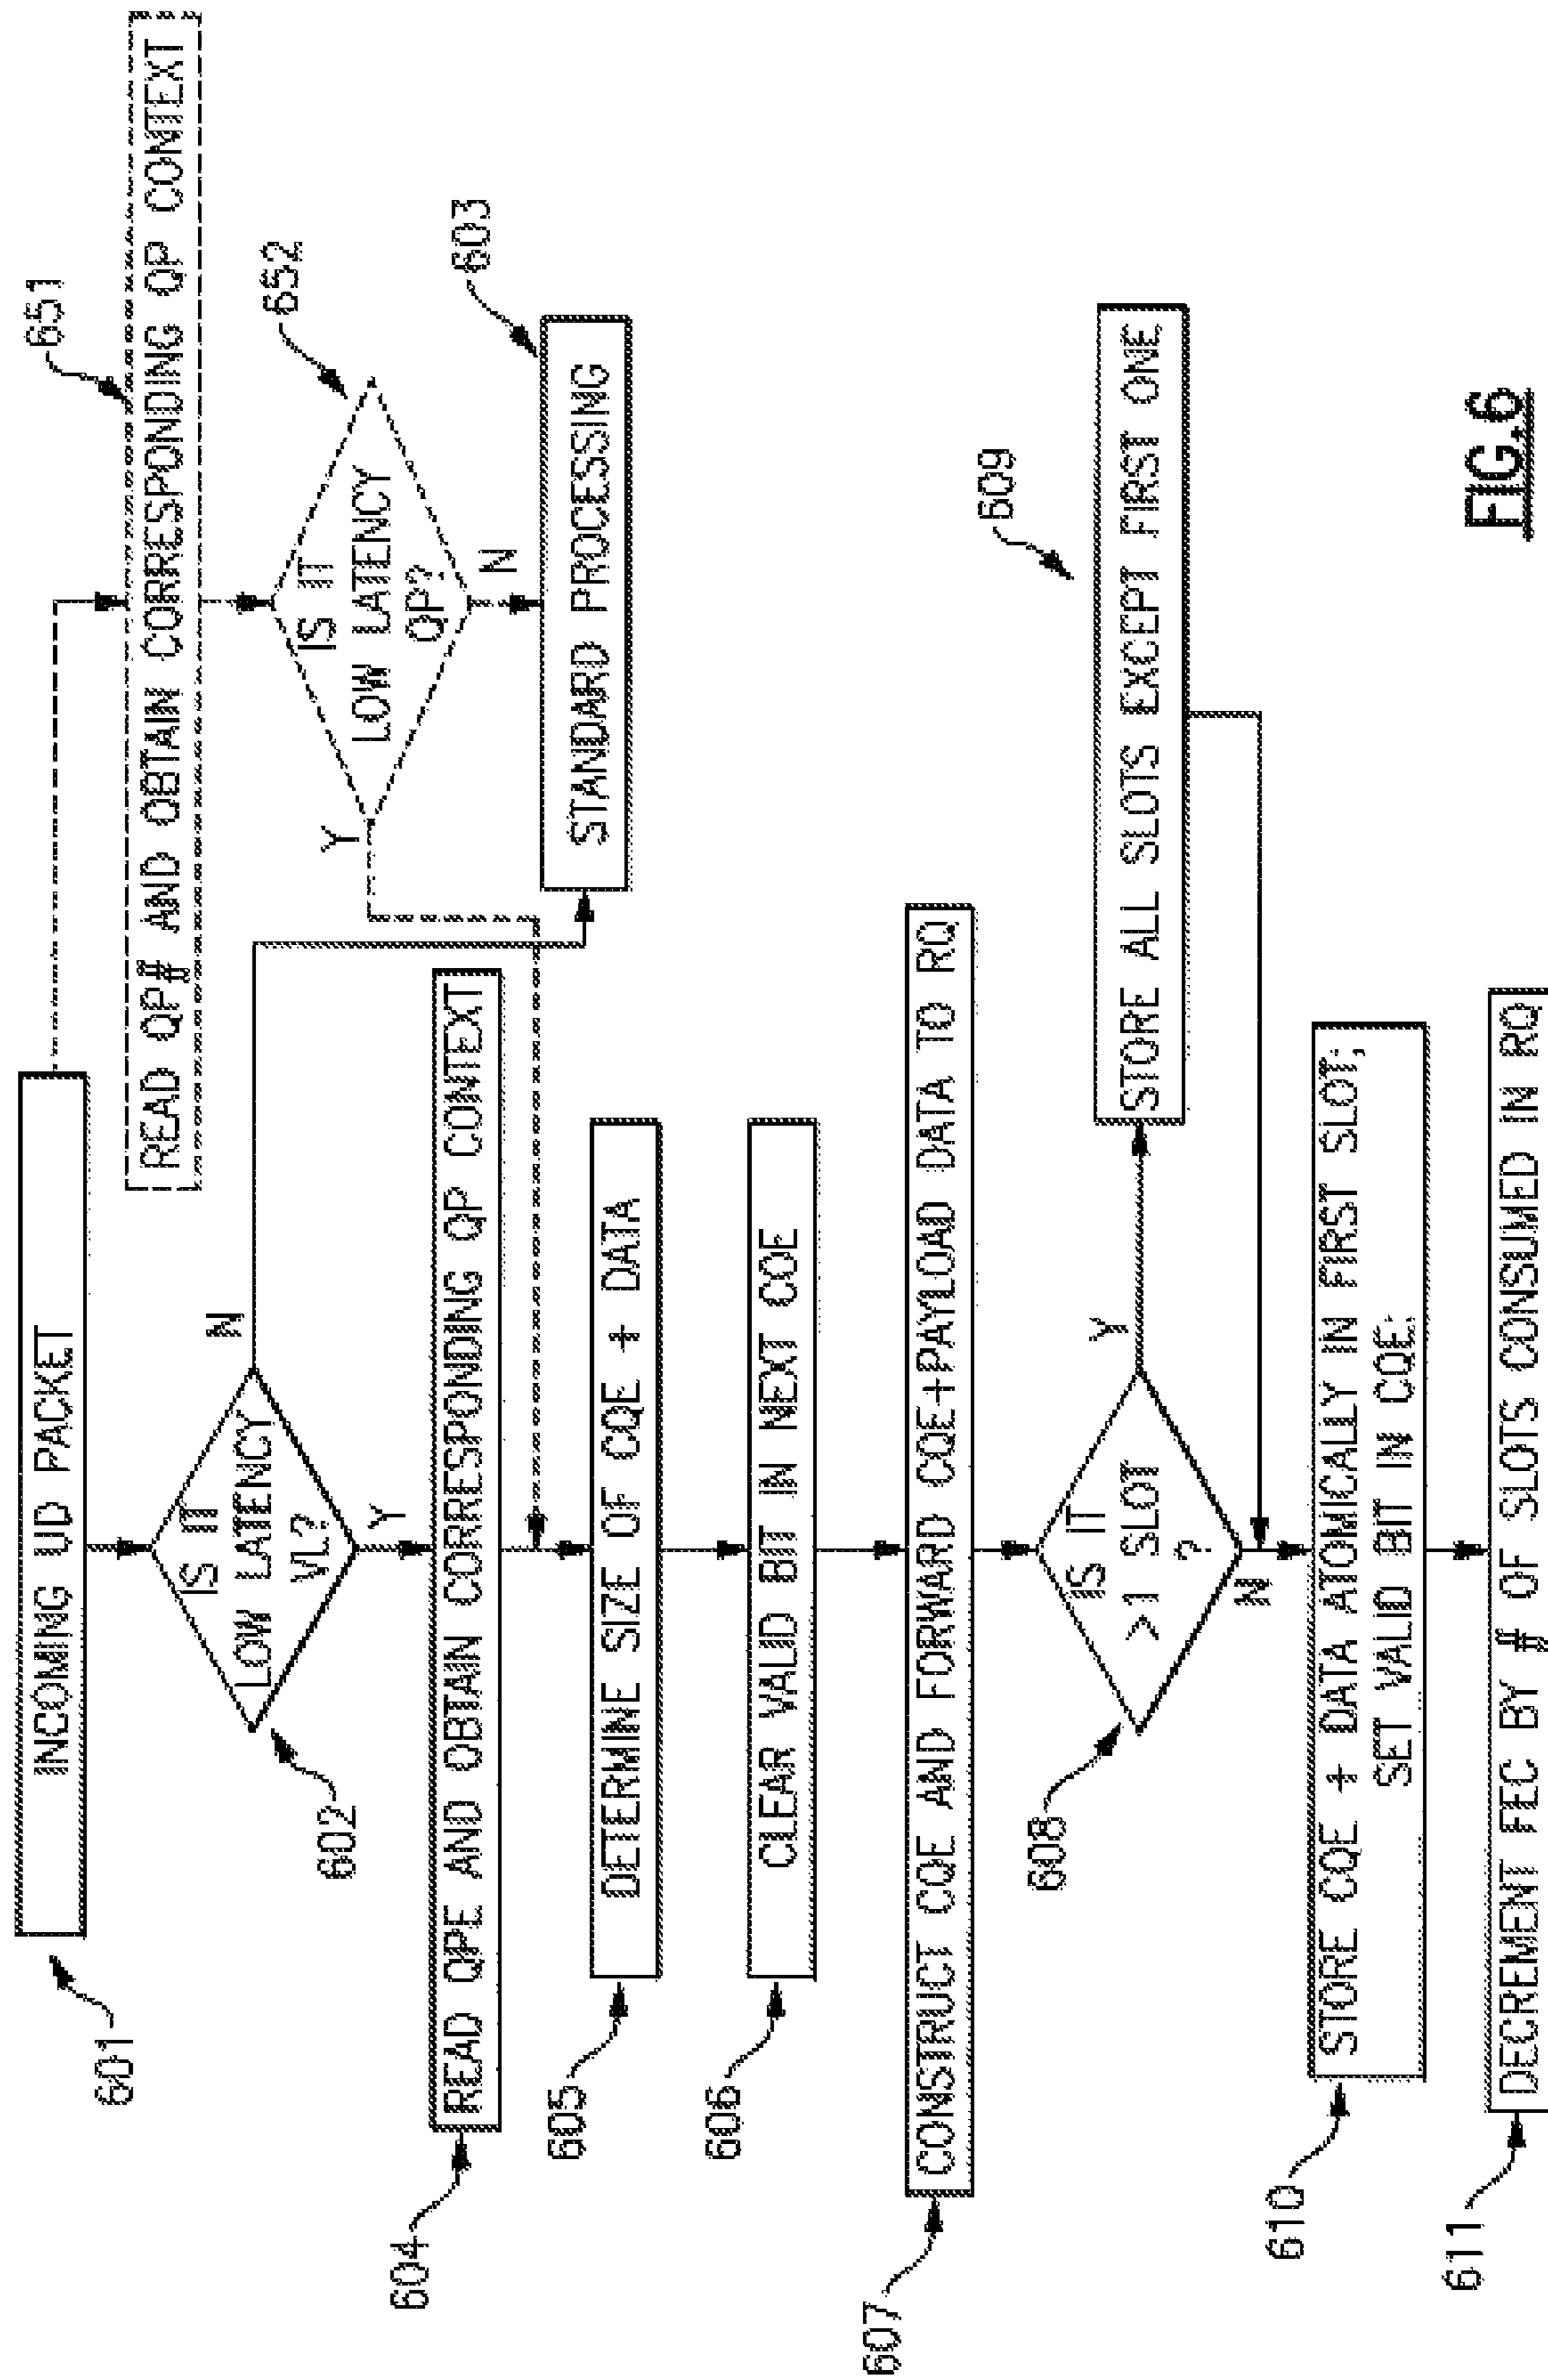 601
INCOMING UD PACKET
651
READ QP# AND OBTAIN CORRESPONDING QP CONTEXT
602
IS IT
LOW LATENCY
VL?
N
Y
652
IS IT
LOW LATENCY
QP?
Y
N
603
STANDARD PROCESSING
604
READ QPE AND OBTAIN CORRESPONDING QP CONTEXT
605
DETERMINE SIZE OF CQE + DATA
606
CLEAR VALID BIT IN NEXT CQE
607
CONSTRUCT CQE AND FORWARD CQE+PAYLOAD DATA TO RQ
608
IS IT
>1 SLOT
?
Y
N
609
STORE ALL SLOTS EXCEPT FIRST ONE
610
STORE CQE + DATA ATOMICALLY IN FIRST SLOT;
SET VALID BIT IN CQE;
611
DECREMENT FEC BY # OF SLOTS CONSUMED IN RQ
FIG.6